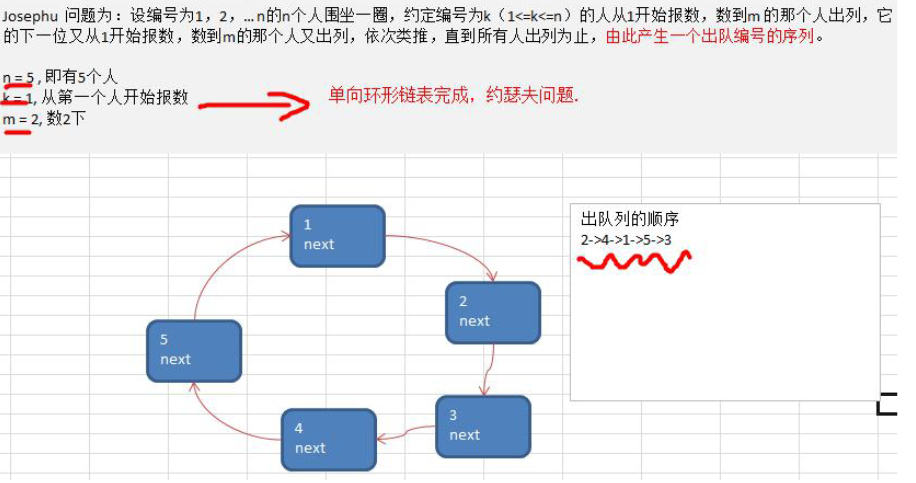 Josephu 问题为：设编号为1，2，… n的n个人围坐一圈，约定编号为k（1<=k<=n）的人从1开始报数，数到m 的那个人出列，它
的下一位又从1开始报数，数到m的那个人又出列，依次类推，直到所有人出列为止，由此产生一个出队编号的序列。
n = 5 , 即有5个人
k = 1, 从第一个人开始报数
m = 2, 数2下
单向环形链表完成，约瑟夫问题.
出队列的顺序
2->4->1->5->3
1
next
2
next
5
next
3
next
4
next